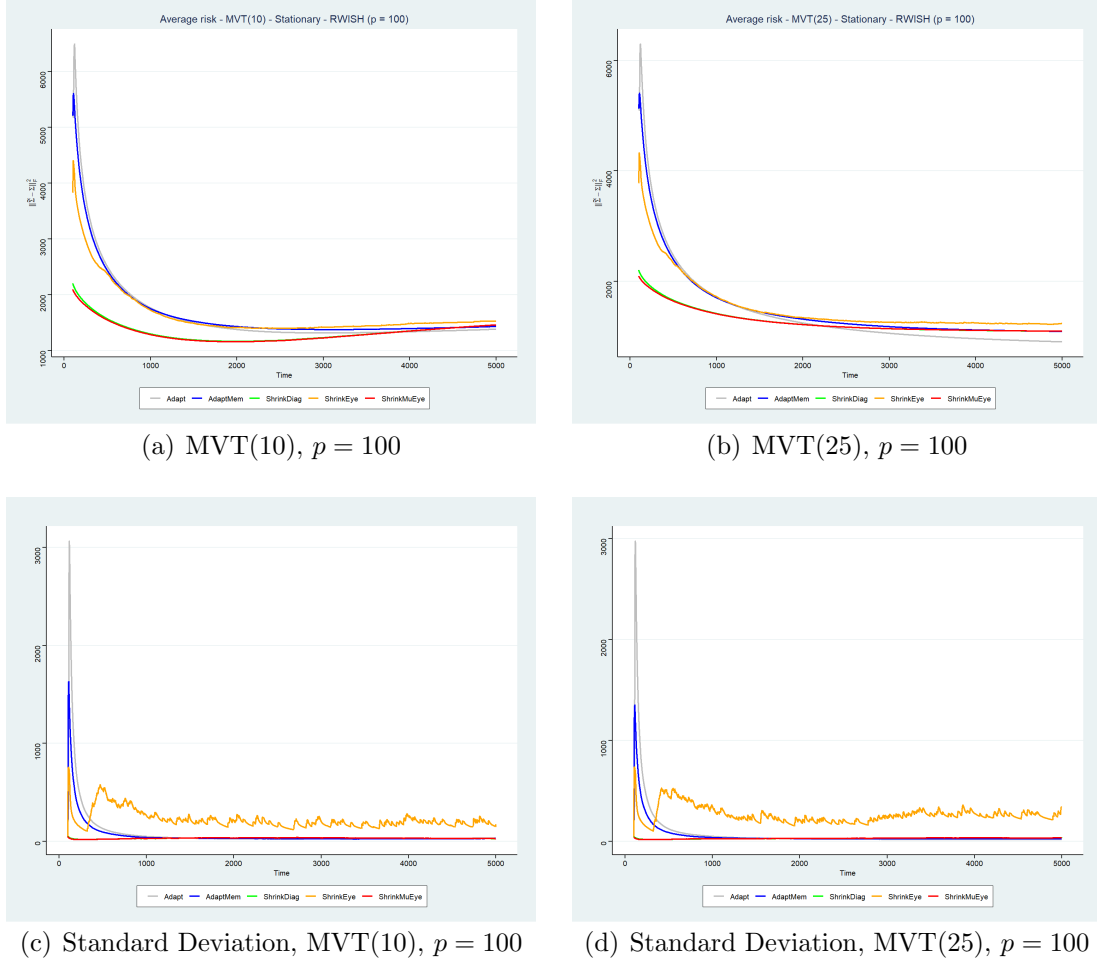 Average risk - MVT(10) - Stationary - RWISH (p = 100)
||Σ̂ − Σ||²_F
6000
5000
4000
3000
2000
1000
0 1000 2000 3000 4000 5000
Time
Adapt AdaptMem ShrinkDiag ShrinkEye ShrinkMuEye
(a) MVT(10), p = 100
Average risk - MVT(25) - Stationary - RWISH (p = 100)
||Σ̂ − Σ||²_F
6000
4000
2000
0 1000 2000 3000 4000 5000
Time
Adapt AdaptMem ShrinkDiag ShrinkEye ShrinkMuEye
(b) MVT(25), p = 100
3000
2000
1000
0
0 1000 2000 3000 4000 5000
Time
Adapt AdaptMem ShrinkDiag ShrinkEye ShrinkMuEye
(c) Standard Deviation, MVT(10), p = 100
3000
2000
1000
0
0 1000 2000 3000 4000 5000
Time
Adapt AdaptMem ShrinkDiag ShrinkEye ShrinkMuEye
(d) Standard Deviation, MVT(25), p = 100